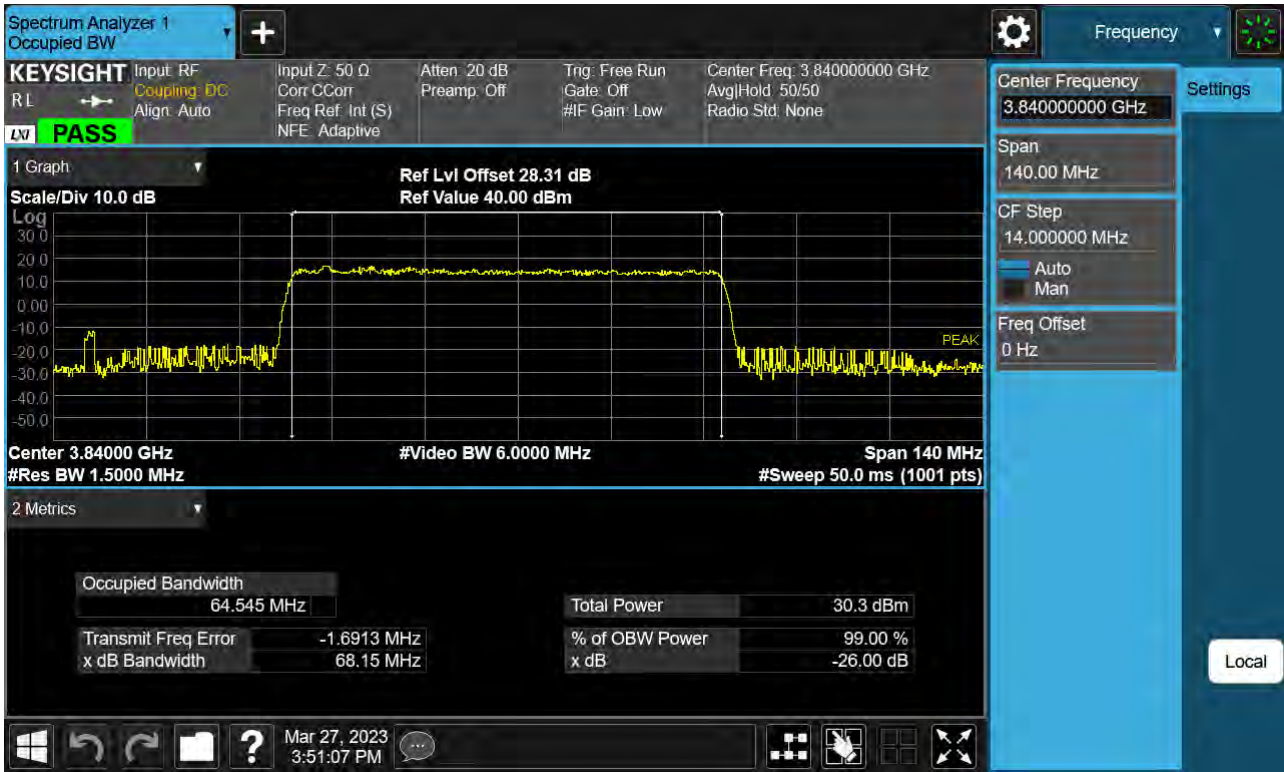 Spectrum Analyzer 1
Occupied BW
+
Frequency
KEYSIGHT
RL
LXI
PASS
Input: RF
Coupling: DC
Align: Auto
Input Z: 50 Ω
Corr CCorr
Freq Ref: Int (S)
NFE: Adaptive
Atten: 20 dB
Preamp: Off
Trig: Free Run
Gate: Off
#IF Gain: Low
Center Freq: 3.840000000 GHz
Avg|Hold: 50/50
Radio Std: None
1 Graph
Scale/Div 10.0 dB
Ref Lvl Offset 28.31 dB
Ref Value 40.00 dBm
Log
30.0
20.0
10.0
0.00
-10.0
-20.0
-30.0
-40.0
-50.0
PEAK
Center 3.84000 GHz
#Res BW 1.5000 MHz
#Video BW 6.0000 MHz
Span 140 MHz
#Sweep 50.0 ms (1001 pts)
2 Metrics
Occupied Bandwidth
64.545 MHz
Transmit Freq Error -1.6913 MHz
x dB Bandwidth 68.15 MHz
Total Power 30.3 dBm
% of OBW Power 99.00 %
x dB -26.00 dB
Center Frequency
3.840000000 GHz
Span
140.00 MHz
CF Step
14.000000 MHz
Auto
Man
Freq Offset
0 Hz
Settings
Local
?
Mar 27, 2023
3:51:07 PM